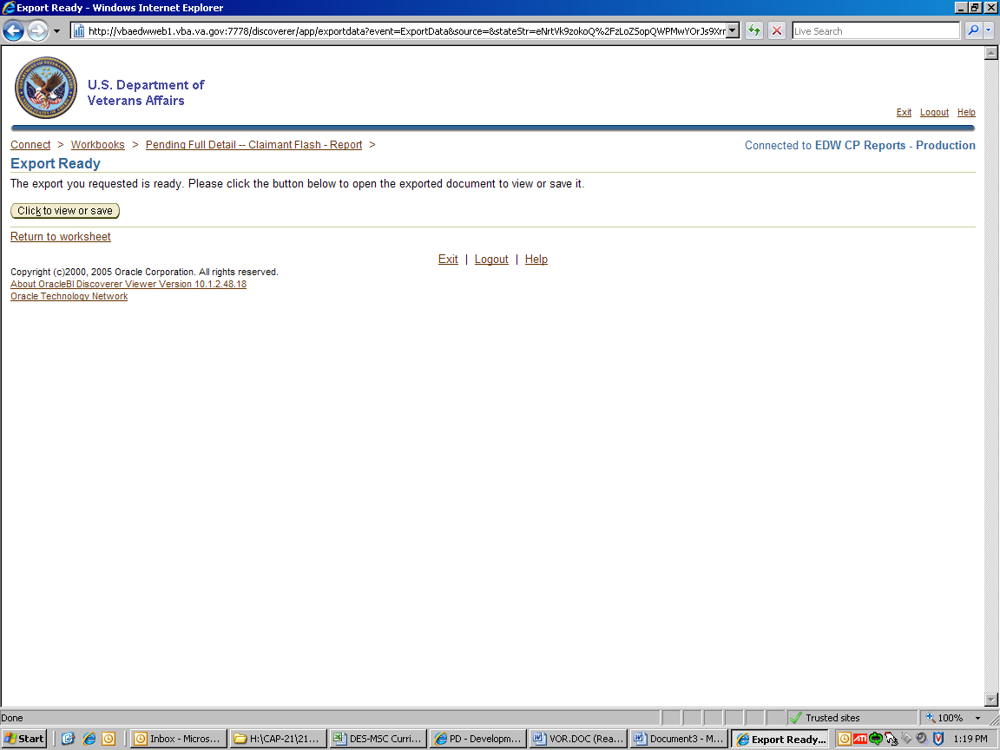 Export Ready - Windows Internet Explorer
http://vbaedwweb1.vba.va.gov:7778/discoverer/app/exportdata?event=ExportData&source=&stateStr=eNrtVk9zokoQ%2FzLoZSopQWPMwYOrJs9Xrr
Live Search
U.S. Department of
Veterans Affairs
Exit Logout Help
Connect > Workbooks > Pending Full Detail -- Claimant Flash - Report > Connected to EDW CP Reports - Production
Export Ready
The export you requested is ready. Please click the button below to open the exported document to view or save it.
Click to view or save
Return to worksheet
Exit | Logout | Help
Copyright (c)2000, 2005 Oracle Corporation. All rights reserved.
About OracleBI Discoverer Viewer Version 10.1.2.48.18
Oracle Technology Network
Done Trusted sites 100%
Start Inbox - Micros... H:\CAP-21\21... DES-MSC Curri... PD - Developm... VOR.DOC (Rea... Document3 - M... Export Ready... ATI 1:19 PM